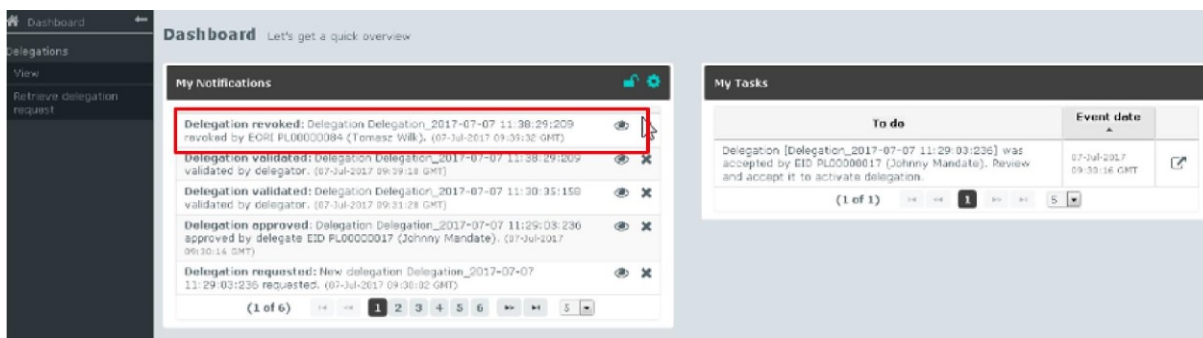 Dashboard
Delegations
View
Retrieve delegation
request
Dashboard Let's get a quick overview
My Notifications
Delegation revoked: Delegation Delegation_2017-07-07 11:38:29:209
revoked by EORI PL00000084 (Tomasz Wilk). (07-Jul-2017 09:39:32 GMT)
Delegation validated: Delegation Delegation_2017-07-07 11:38:29:209
validated by delegator. (07-Jul-2017 09:39:18 GMT)
Delegation validated: Delegation Delegation_2017-07-07 11:30:35:158
validated by delegator. (07-Jul-2017 09:31:28 GMT)
Delegation approved: Delegation Delegation_2017-07-07 11:29:03:236
approved by delegate EID PL00000017 (Johnny Mandate). (07-Jul-2017
09:30:16 GMT)
Delegation requested: New delegation Delegation_2017-07-07
11:29:03:236 requested. (07-Jul-2017 GMT)
(1 of 6) 1 2 3 4 5 6 5
My Tasks
To do Event date
Delegation [Delegation_2017-07-07 11:29:03:236] was
accepted by EID PL00000017 (Johnny Mandate). Review
and accept it to activate delegation.
07-Jul-2017
09:30:16 GMT
(1 of 1) 1 5